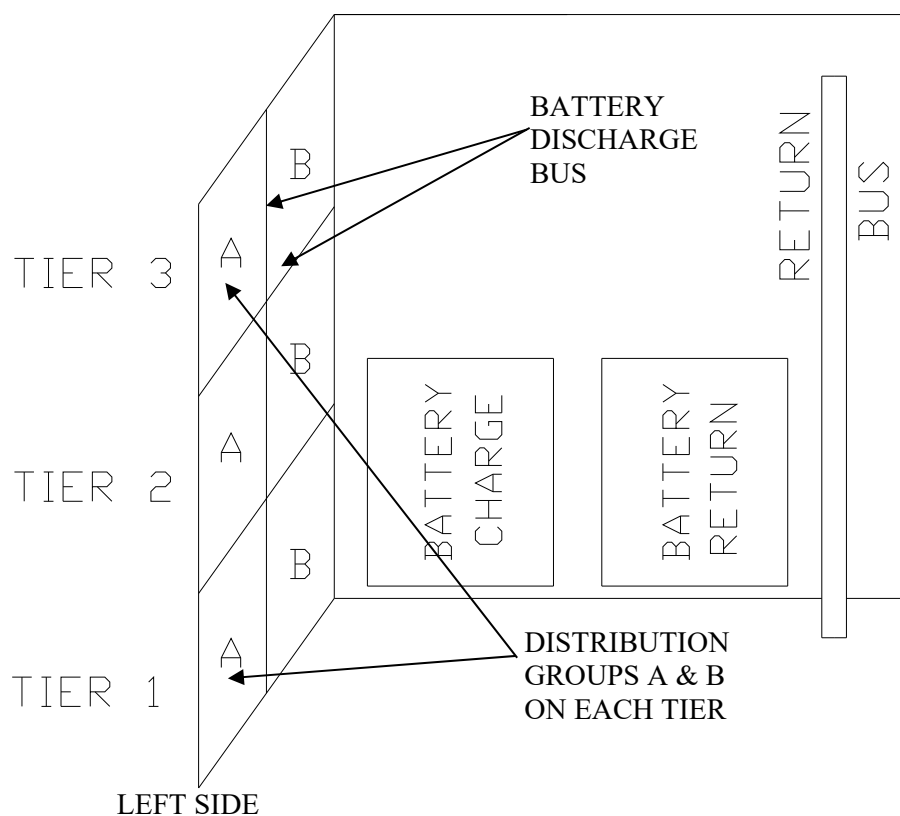 BATTERY
DISCHARGE
BUS
RETURN
BUS
B
A
TIER 3
B
A
TIER 2
BATTERY
CHARGE
BATTERY
RETURN
B
A
TIER 1
DISTRIBUTION
GROUPS A & B
ON EACH TIER
LEFT SIDE